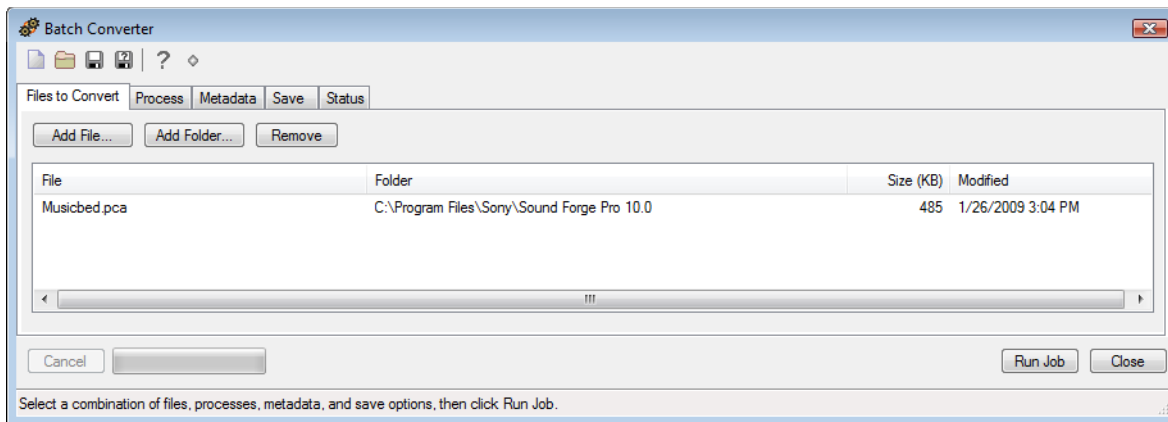 Batch Converter
?
Files to Convert Process Metadata Save Status
Add File... Add Folder... Remove
File Folder Size (KB) Modified
Musicbed.pca C:\Program Files\Sony\Sound Forge Pro 10.0 485 1/26/2009 3:04 PM
Cancel Run Job Close
Select a combination of files, processes, metadata, and save options, then click Run Job.